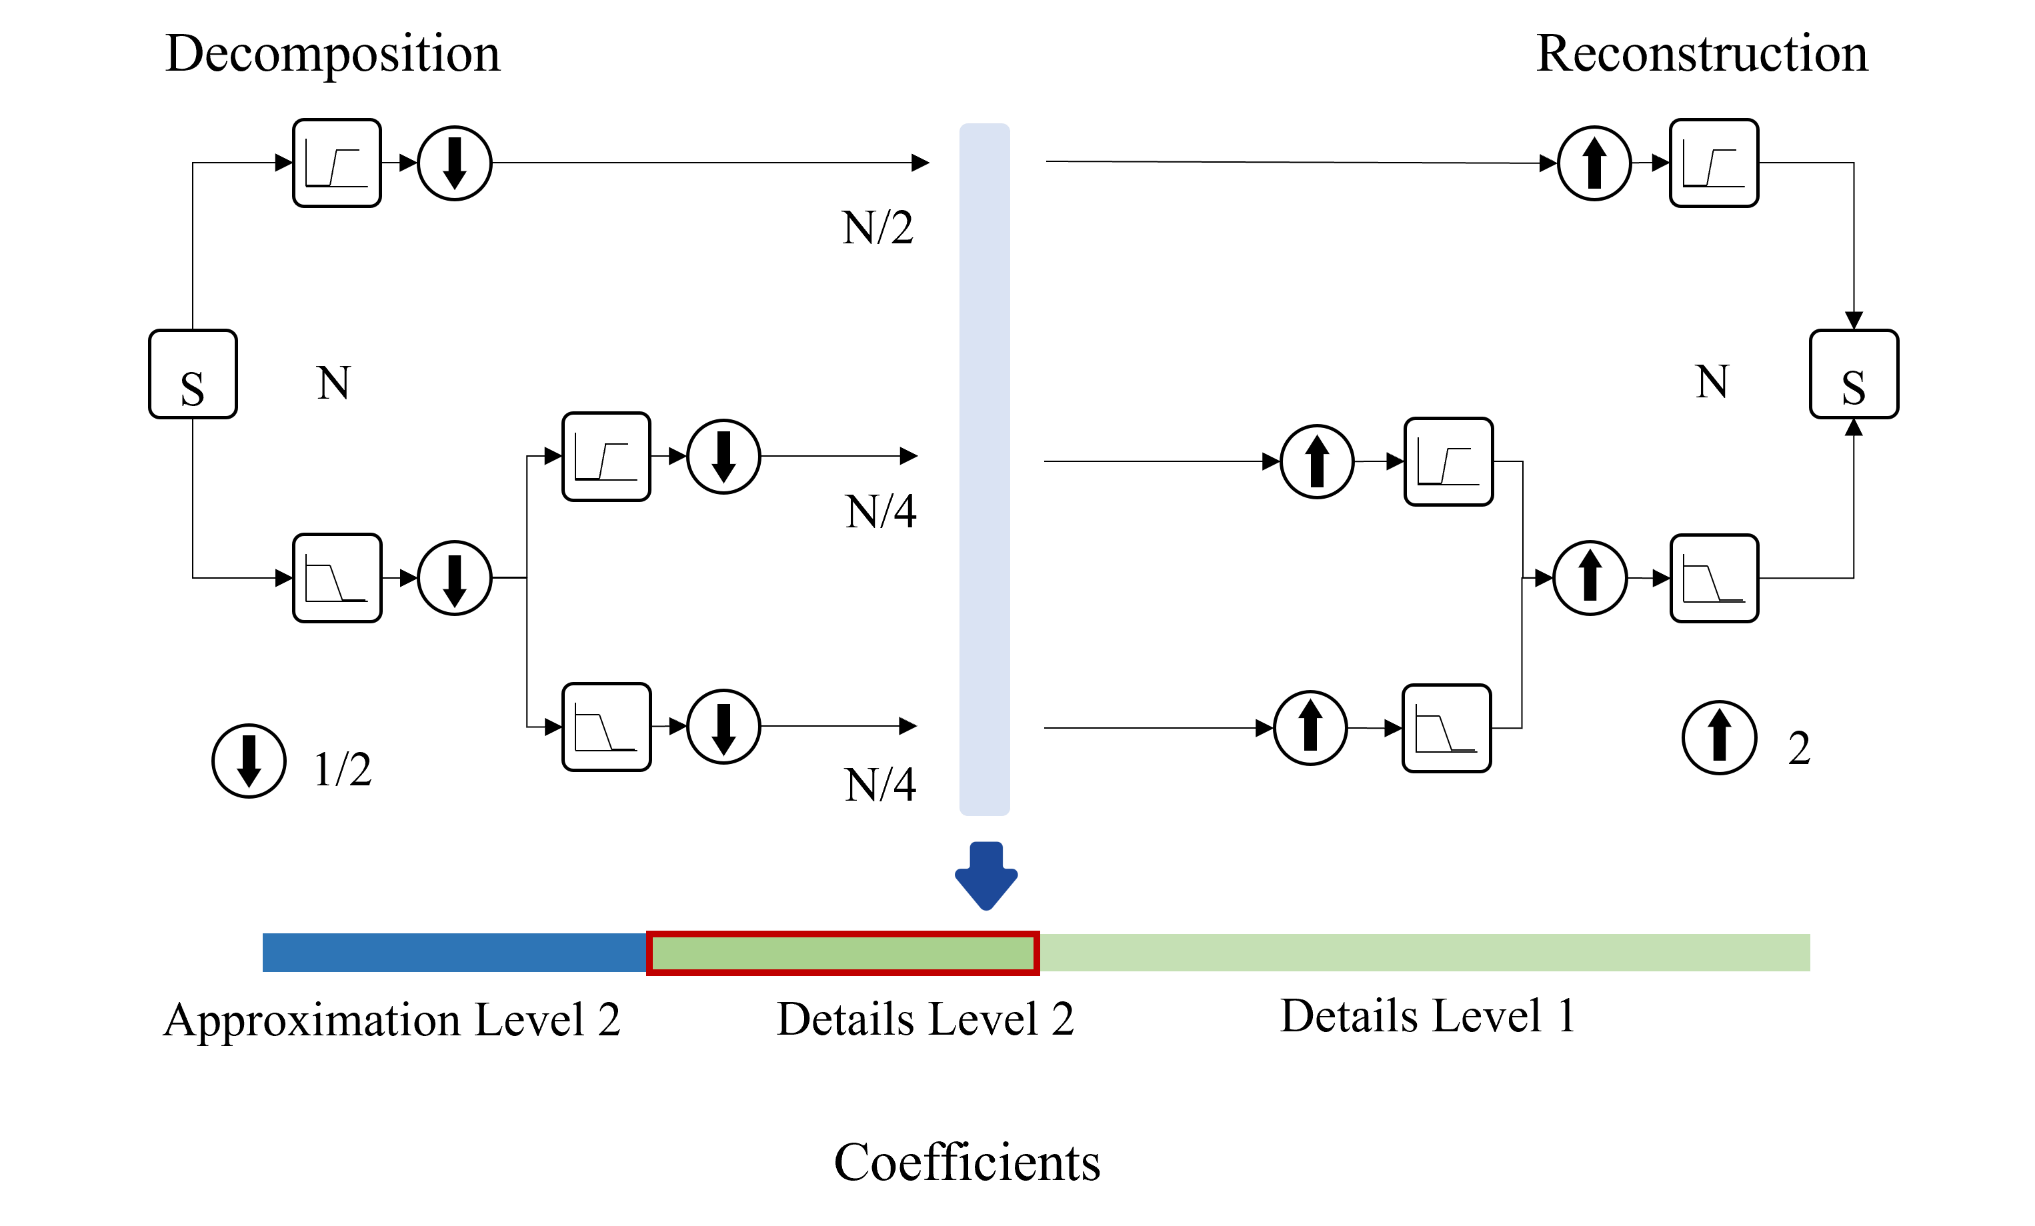 Decomposition
Reconstruction
N/2
S
N
N
S
N/4
1/2
N/4
2
Approximation Level 2
Details Level 2
Details Level 1
Coefficients